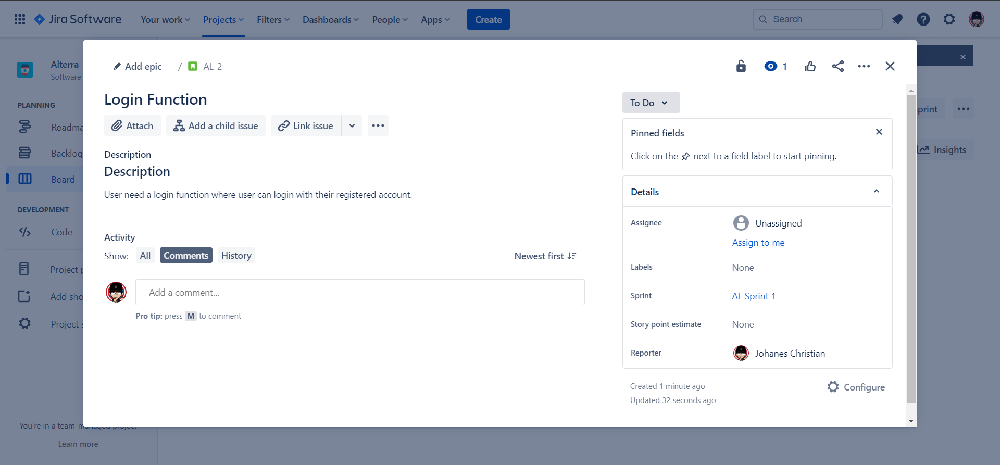 Jira Software
Your work
Projects
Filters
Dashboards
People
Apps
Create
Search
Alterra
Software
PLANNING
Roadma
Backlog
Board
DEVELOPMENT
Code
Project p
Add sho
Project s
You're in a team-managed project
Learn more
Add epic / AL-2
1
Login Function
Attach
Add a child issue
Link issue
Description
Description
User need a login function where user can login with their registered account.
Activity
Show: All Comments History
Newest first
Add a comment...
Pro tip: press M to comment
To Do
Pinned fields
Click on the next to a field label to start pinning.
Details
Assignee Unassigned
Assign to me
Labels None
Sprint AL Sprint 1
Story point estimate None
Reporter Johanes Christian
Created 1 minute ago
Updated 32 seconds ago
Configure
sprint
Insights